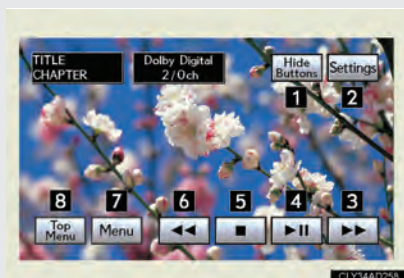 TITLE
CHAPTER
Dolby Digital
2/0ch
Hide
Buttons
Settings
1
2
8
7
6
5
4
3
Top
Menu
Menu
CLY34AD258